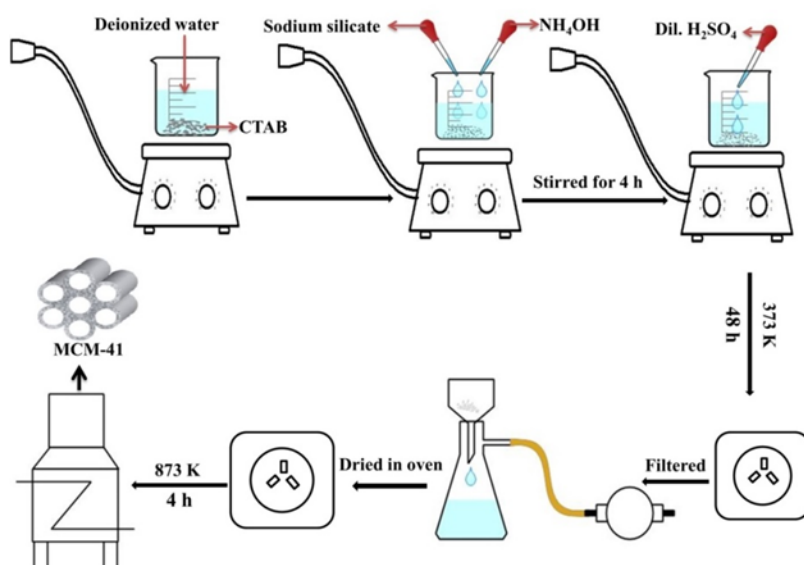 Deionized water
CTAB
Sodium silicate
NH₄OH
Stirred for 4 h
Dil. H₂SO₄
373 K
48 h
Filtered
Dried in oven
873 K
4 h
MCM-41